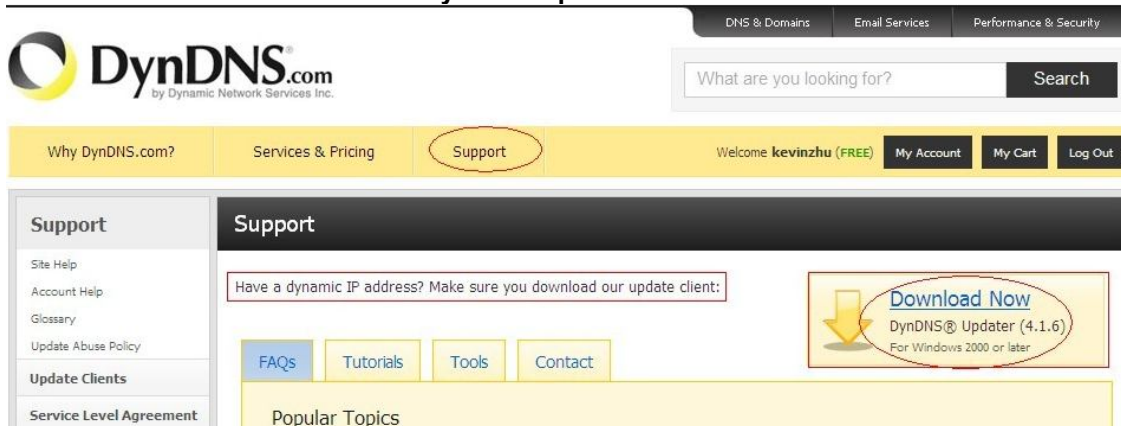 DNS & Domains Email Services Performance & Security
DynDNS.com
by Dynamic Network Services Inc.
What are you looking for? Search
Why DynDNS.com? Services & Pricing Support Welcome kevinzhu (FREE) My Account My Cart Log Out
Support
Site Help
Account Help
Glossary
Update Abuse Policy
Update Clients
Service Level Agreement
Support
Have a dynamic IP address? Make sure you download our update client:
Download Now
DynDNS® Updater (4.1.6)
For Windows 2000 or later
FAQs Tutorials Tools Contact
Popular Topics